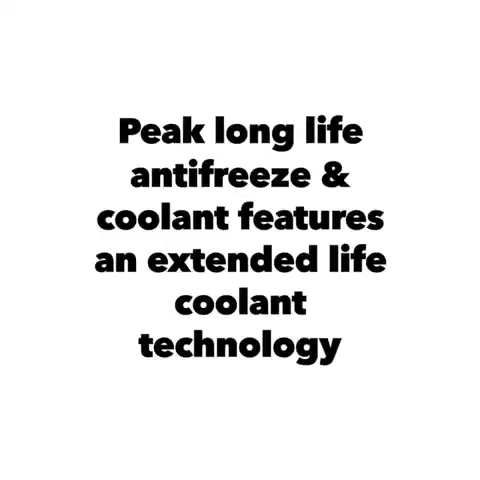 Peak long life
antifreeze &
coolant features
an extended life
coolant
technology